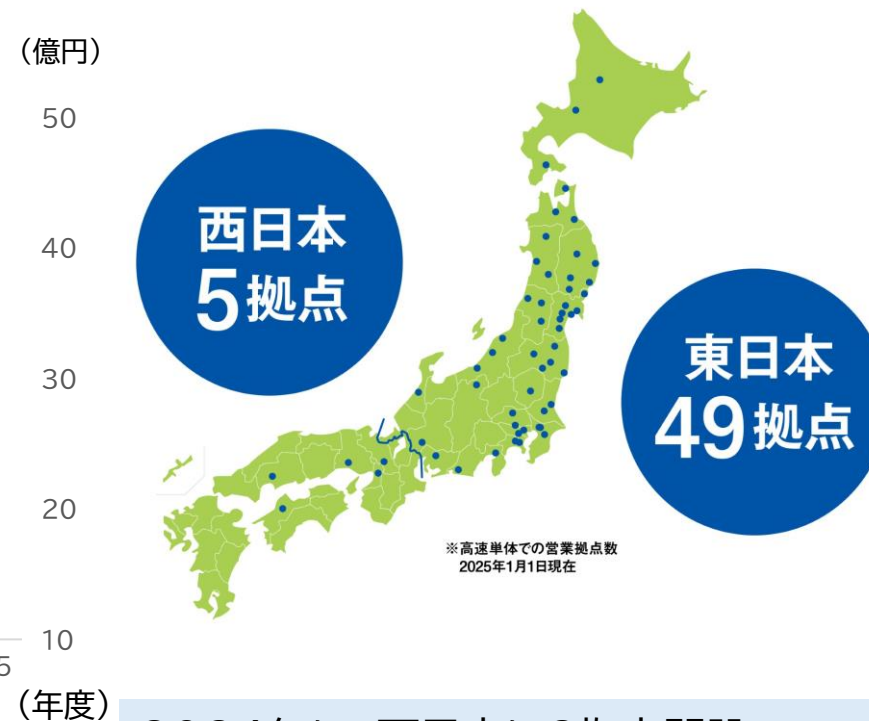 （億円）
50
40
30
20
10
5
（年度）
西日本
5拠点
東日本
49拠点
※高速単体での営業拠点数
2025年1月1日現在